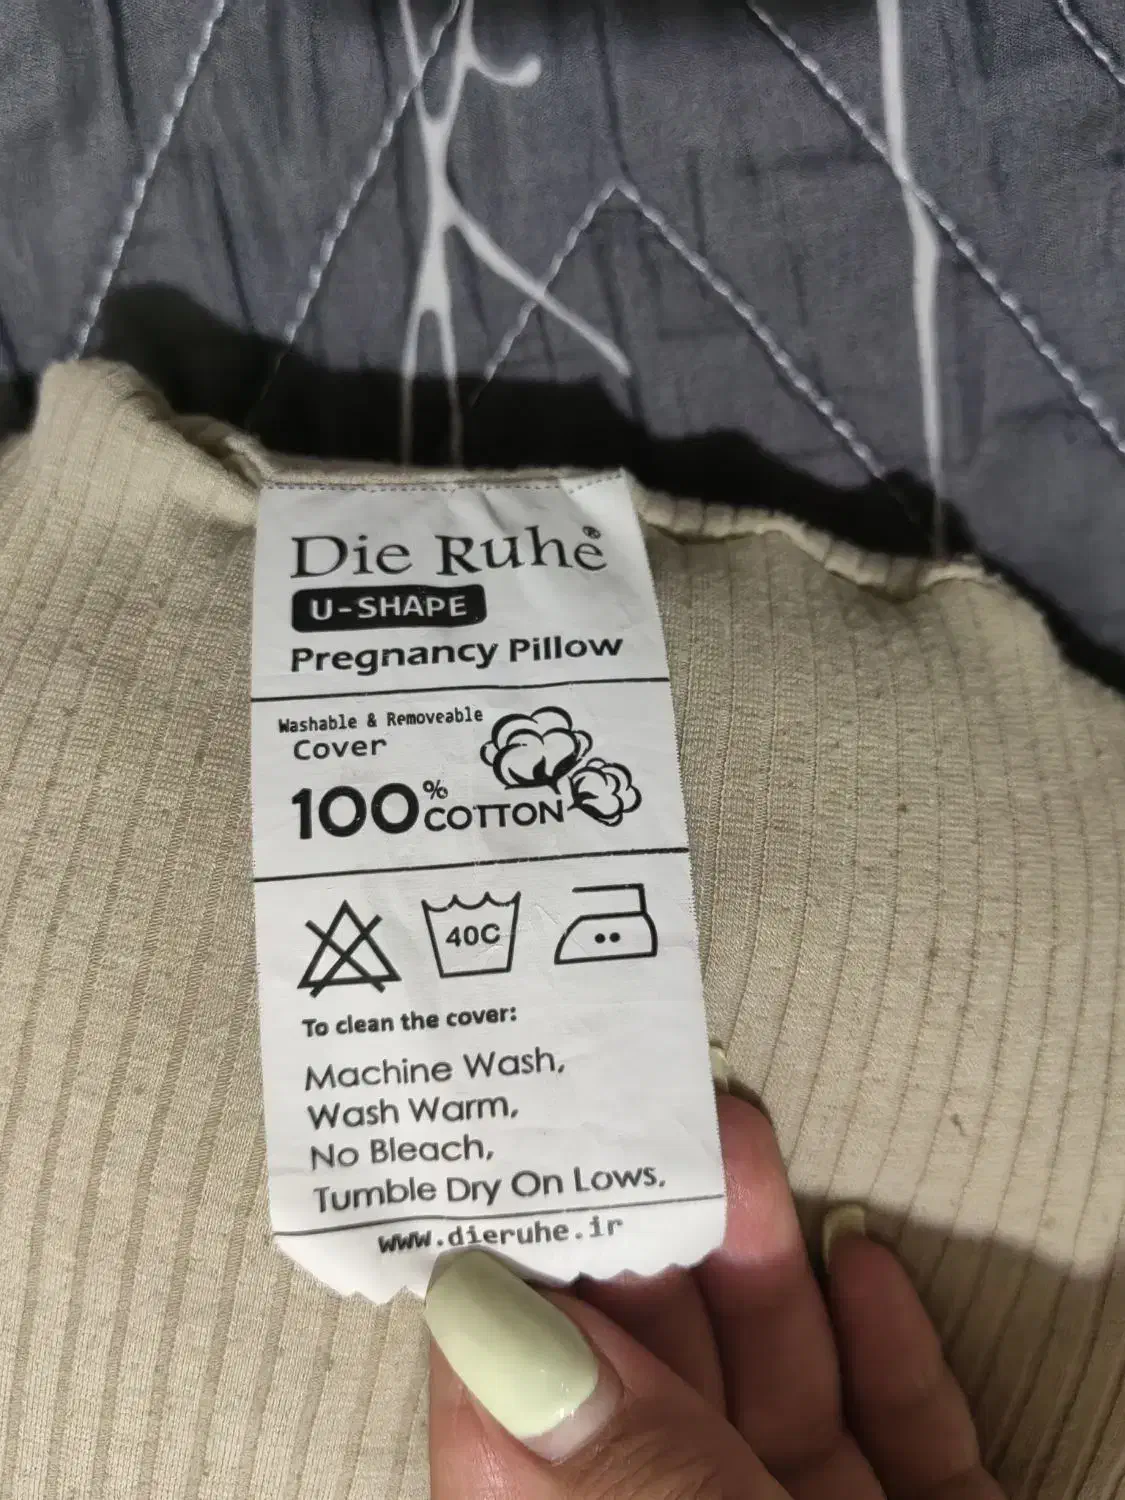 Die Ruhe®
U-SHAPE
Pregnancy Pillow
Washable & Removeable
Cover
100% COTTON
40C
To clean the cover:
Machine Wash,
Wash Warm,
No Bleach,
Tumble Dry On Lows.
www.dieruhe.ir